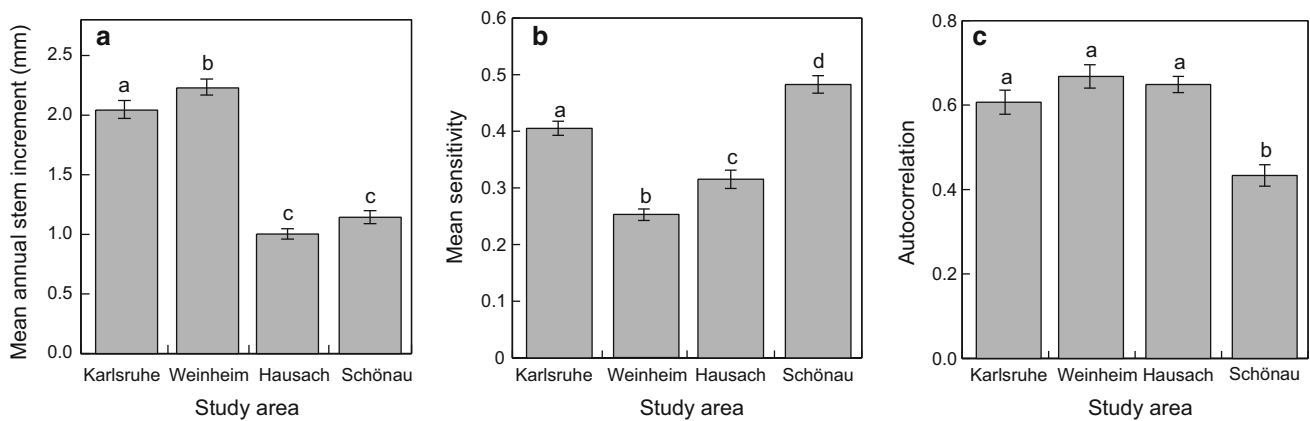 a
Mean annual stem increment (mm)
2.5
2.0
1.5
1.0
0.5
0.0
a
b
c
c
Karlsruhe Weinheim Hausach Schönau
Study area
b
Mean sensitivity
0.6
0.5
0.4
0.3
0.2
0.1
0
a
b
c
d
Karlsruhe Weinheim Hausach Schönau
Study area
c
Autocorrelation
0.8
0.6
0.4
0.2
0.0
a
a
a
b
Karlsruhe Weinheim Hausach Schönau
Study area